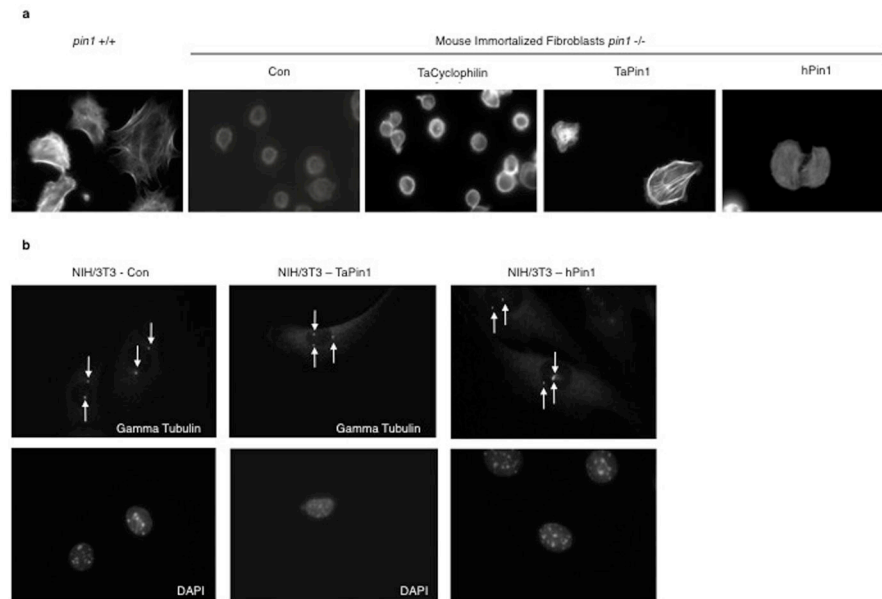 a
pin1 +/+
Mouse Immortalized Fibroblasts pin1 -/-
Con
TaCyclophilin
TaPin1
hPin1
b
NIH/3T3 - Con
NIH/3T3 – TaPin1
NIH/3T3 – hPin1
Gamma Tubulin
Gamma Tubulin
DAPI
DAPI